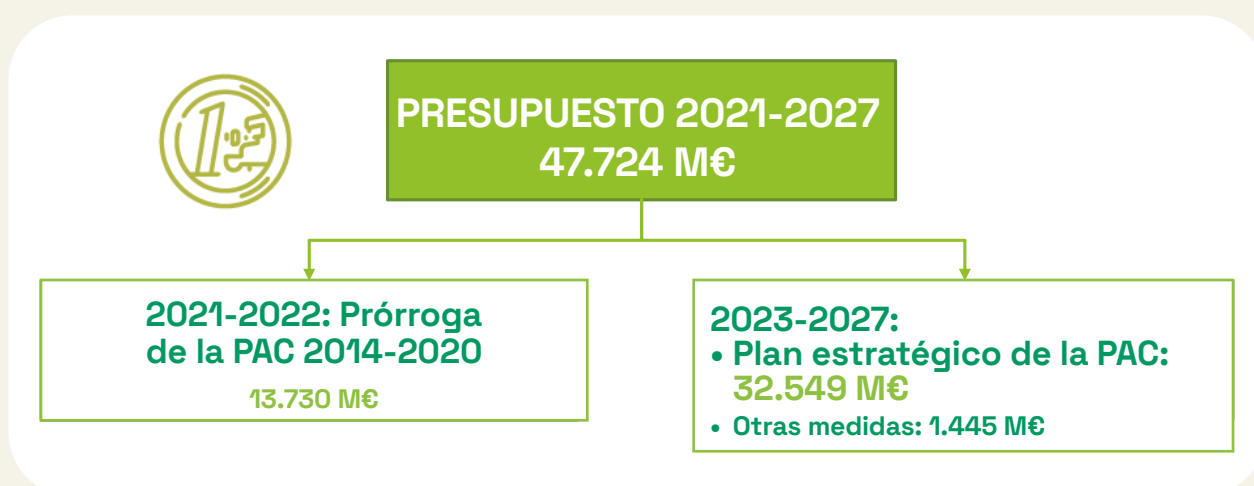 PRESUPUESTO 2021-2027
47.724 M€
2021-2022: Prórroga
de la PAC 2014-2020
13.730 M€
2023-2027:
• Plan estratégico de la PAC:
32.549 M€
• Otras medidas: 1.445 M€